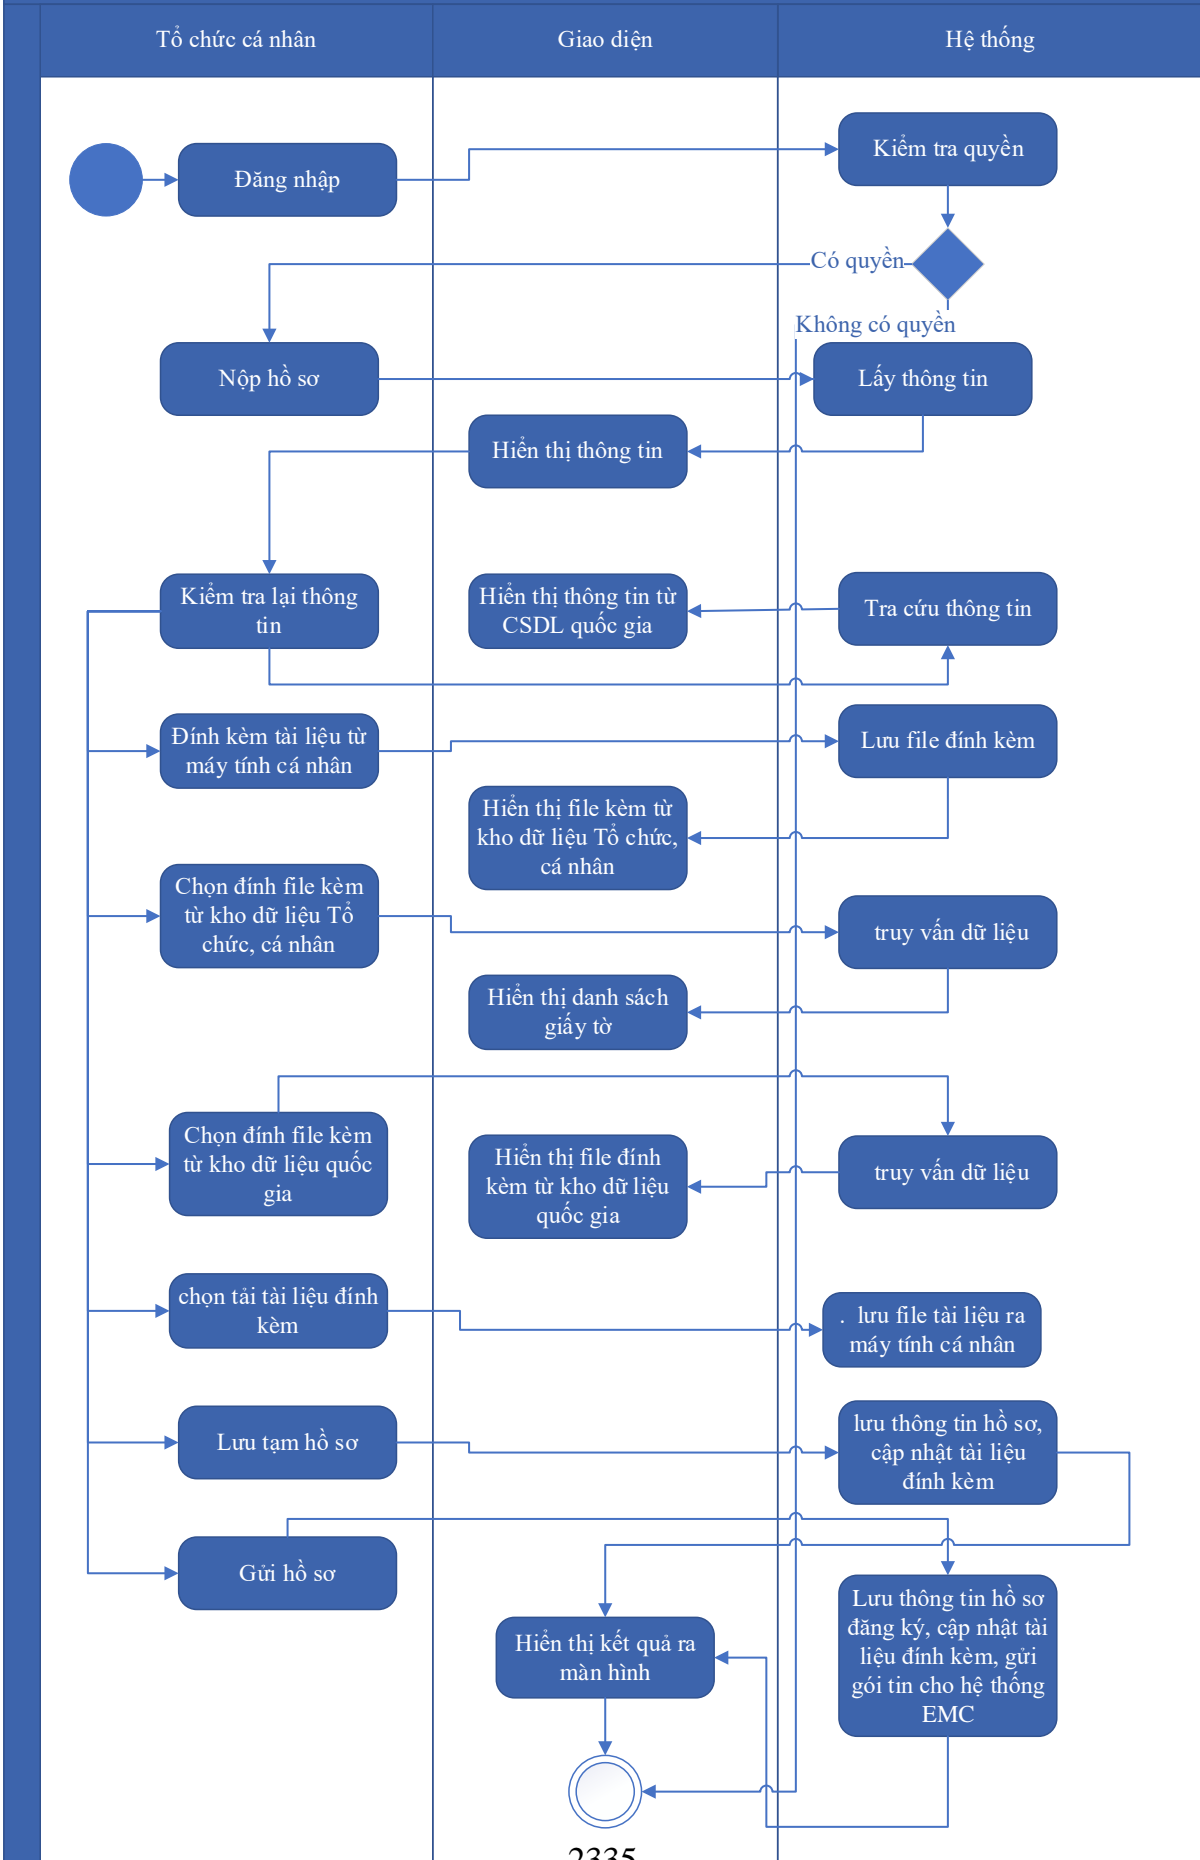 Tổ chức cá nhân
Giao diện
Hệ thống
Kiểm tra quyền
Đăng nhập
Có quyền
Không có quyền
Nộp hồ sơ
Lấy thông tin
Hiển thị thông tin
Kiểm tra lại thông
tin
Hiển thị thông tin từ
CSDL quốc gia
Tra cứu thông tin
Đính kèm tài liệu từ
máy tính cá nhân
Lưu file đính kèm
Hiển thị file kèm từ
kho dữ liệu Tổ chức,
cá nhân
Chọn đính file kèm
từ kho dữ liệu Tổ
chức, cá nhân
truy vấn dữ liệu
Hiển thị danh sách
giấy tờ
Chọn đính file kèm
từ kho dữ liệu quốc
gia
Hiển thị file đính
kèm từ kho dữ liệu
quốc gia
truy vấn dữ liệu
chọn tải tài liệu đính
kèm
. lưu file tài liệu ra
máy tính cá nhân
Lưu tạm hồ sơ
lưu thông tin hồ sơ,
cập nhật tài liệu
đính kèm
Gửi hồ sơ
Lưu thông tin hồ sơ
đăng ký, cập nhật tài
liệu đính kèm, gửi
gói tin cho hệ thống
EMC
Hiển thị kết quả ra
màn hình
2335